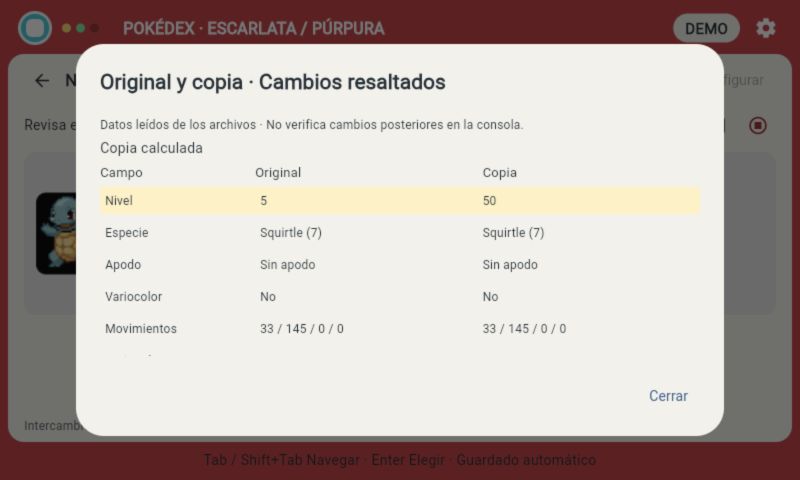 POKÉDEX · ESCARLATA / PÚRPURA
DEMO
Original y copia · Cambios resaltados
Revisa
Datos leídos de los archivos · No verifica cambios posteriores en la consola.
Copia calculada
Campo Original Copia
Nivel 5 50
Especie Squirtle (7) Squirtle (7)
Apodo Sin apodo Sin apodo
Variocolor No No
Movimientos 33 / 145 / 0 / 0 33 / 145 / 0 / 0
Cerrar
Tab / Shift+Tab Navegar · Enter Elegir · Guardado automático